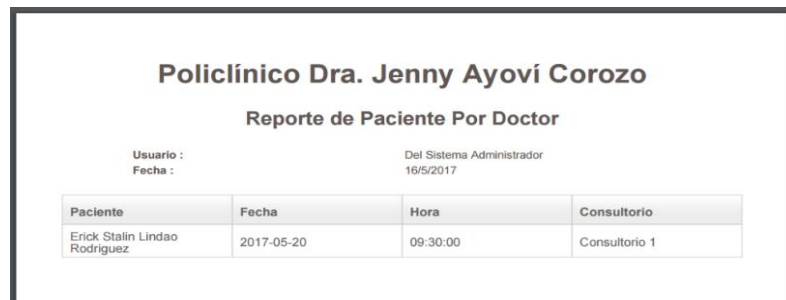 Policlínico Dra. Jenny Ayoví Corozo
Reporte de Paciente Por Doctor
Usuario : Del Sistema Administrador
Fecha : 16/5/2017
Paciente Fecha Hora Consultorio
Erick Stalin Lindao
Rodriguez 2017-05-20 09:30:00 Consultorio 1